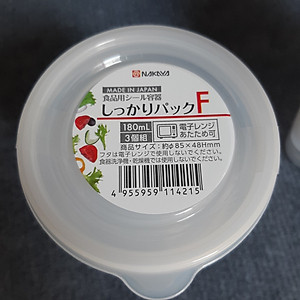 NAKAYA
MADE IN JAPAN
食品用シール容器
しっかりパックF
180mL
3個組
電子レンジ
あたため可
商品サイズ:約φ85×48Hmm
フタは電子レンジで使用しないでください。
食器洗浄機・乾燥機では使用しないでください。
4 955959 114215